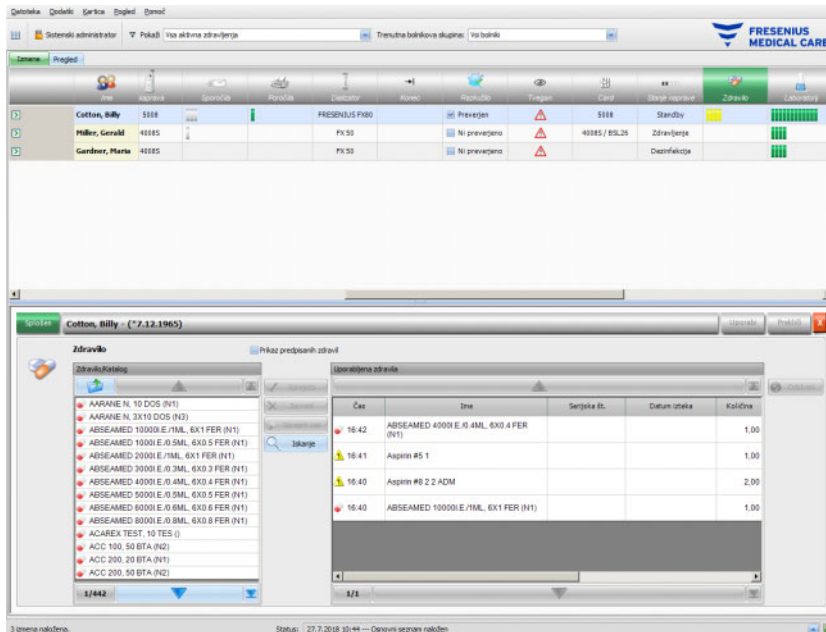 Datoteka Dodatki Kartice Pogled Pomoč
Sistemski administrator Pokaži Vsa aktivna zdravljenja Trenutna bolnikova skupina: Vsi bolniki
FRESENIUS
MEDICAL CARE
Izmene Pregled
Ime naprava Sporočila Poročila Dializator Konec Razkužilo Tvegan Card Stanje naprave Zdravilo Laboratorij
Cotton, Billy 5008 FRESENIUS FX80 Preverjen 5008 Standby
Miller, Gerald 4008S FX 50 Ni preverjeno 4008S / BSL26 Zdravljenje
Gardner, Maria 4008S FX 50 Ni preverjeno Dezinfekcija
Splošen Cotton, Billy - (*7.12.1965) Uporabi Prekliči X
Zdravilo Prikaz predpisanih zdravil
Zdravilo/Katalog Uporabljena zdravila
Iskanje
AARANE N, 10 DOS (N1)
AARANE N, 3X10 DOS (N3)
ABSEAMED 10000I.E./1ML, 6X1 FER (N1)
ABSEAMED 1000I.E./0.5ML, 6X0.5 FER (N1)
ABSEAMED 2000I.E./1ML, 6X1 FER (N1)
ABSEAMED 3000I.E./0.3ML, 6X0.3 FER (N1)
ABSEAMED 4000I.E./0.4ML, 6X0.4 FER (N1)
ABSEAMED 5000I.E./0.5ML, 6X0.5 FER (N1)
ABSEAMED 6000I.E./0.6ML, 6X0.6 FER (N1)
ABSEAMED 8000I.E./0.8ML, 6X0.8 FER (N1)
ACAREX TEST, 10 TES ()
ACC 100, 50 BTA (N2)
ACC 200, 20 BTA (N1)
ACC 200, 50 BTA (N2)
1/442
Čas Ime Serijska št. Datum izteka Količina
16:42 ABSEAMED 4000I.E./0.4ML, 6X0.4 FER (N1) 1,00
16:41 Aspirin #5 1 1,00
16:40 Aspirin #8 2 2 ADM 2,00
16:40 ABSEAMED 10000I.E./1ML, 6X1 FER (N1) 1,00
1/1
3 izmena naložena. Status: 27.7.2018 10:44 --- Osnovni seznam naložen